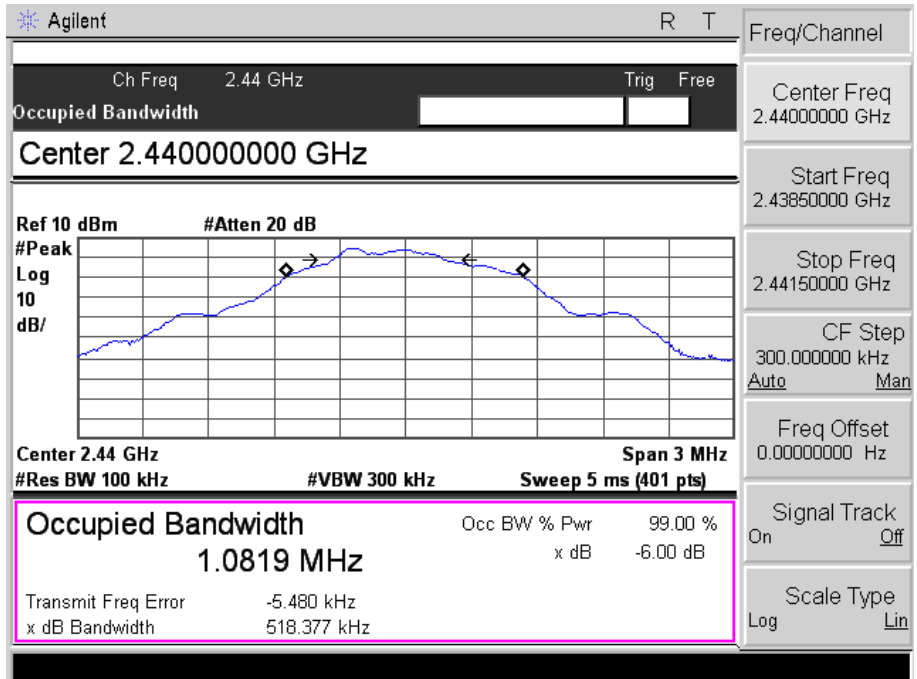 Agilent R T
Ch Freq 2.44 GHz Trig Free
Occupied Bandwidth
Center 2.440000000 GHz
Ref 10 dBm #Atten 20 dB
#Peak
Log
10
dB/
Center 2.44 GHz Span 3 MHz
#Res BW 100 kHz #VBW 300 kHz Sweep 5 ms (401 pts)
Occupied Bandwidth
1.0819 MHz
Occ BW % Pwr 99.00 %
x dB -6.00 dB
Transmit Freq Error -5.480 kHz
x dB Bandwidth 518.377 kHz
Freq/Channel
Center Freq
2.44000000 GHz
Start Freq
2.43850000 GHz
Stop Freq
2.44150000 GHz
CF Step
300.000000 kHz
Auto Man
Freq Offset
0.00000000 Hz
Signal Track
On Off
Scale Type
Log Lin